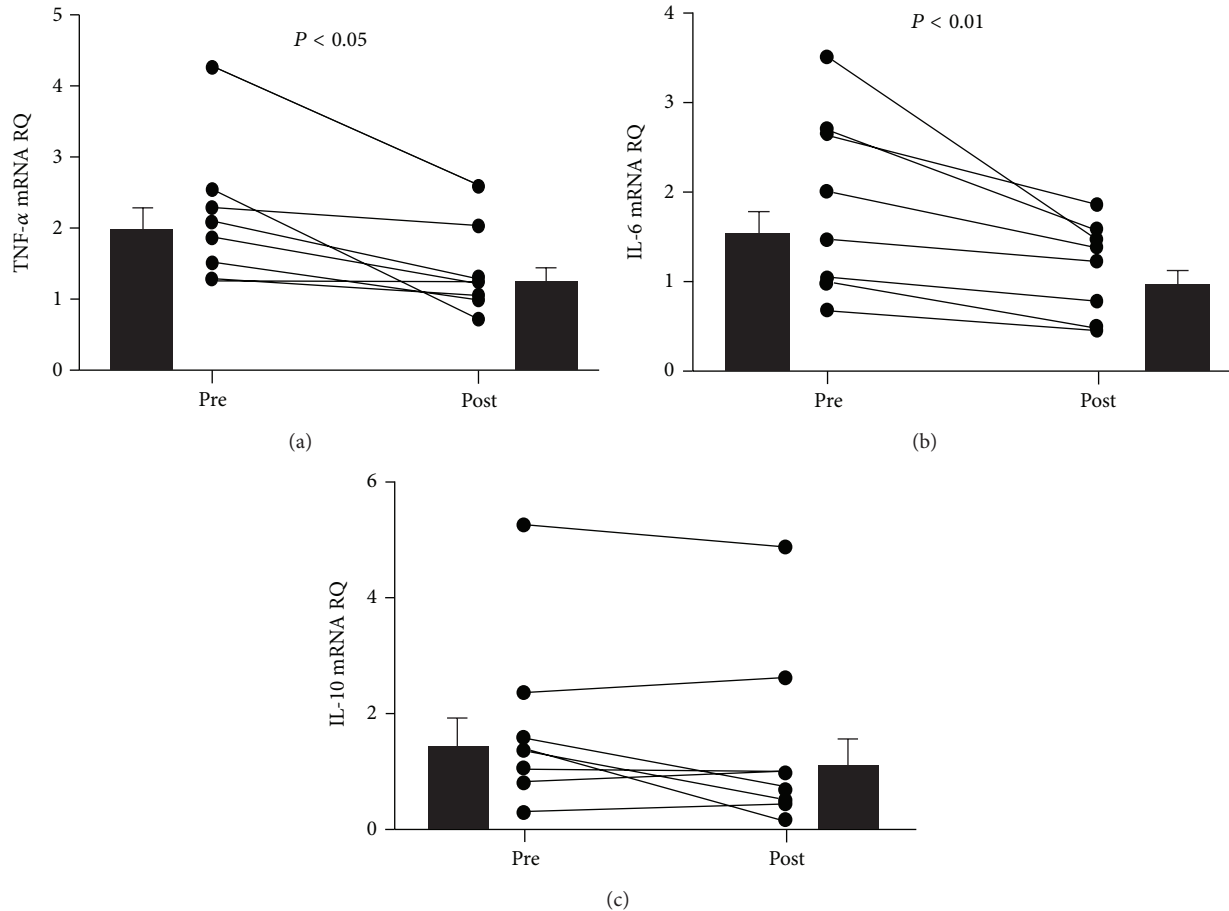 5
4
3
2
1
0
TNF-α mRNA RQ
P < 0.05
Pre
Post
(a)
4
3
2
1
0
IL-6 mRNA RQ
P < 0.01
Pre
Post
(b)
6
4
2
0
IL-10 mRNA RQ
Pre
Post
(c)